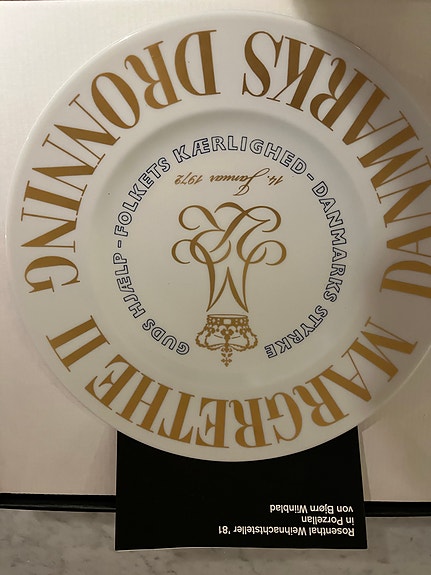 MARGRETHE II DANMARKS DRONNING
GUDS HJÆLP - FOLKETS KÆRLIGHED - DANMARKS STYRKE
14. Januar 1972
M2R
Rosenthal Weihnachtsteller '81
in Porzellan
von Bjørn Wiinblad